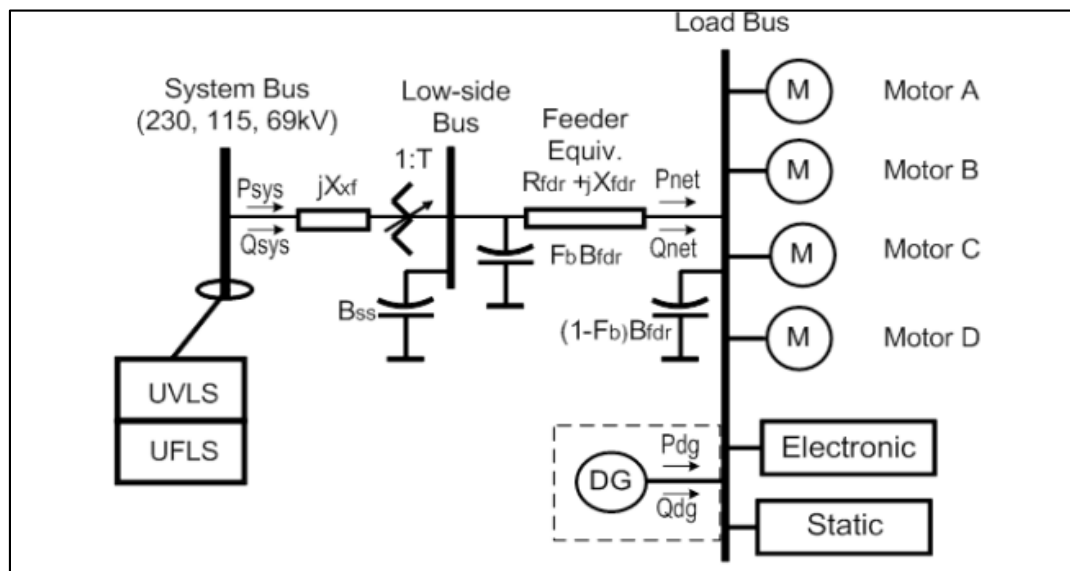 Load Bus
System Bus
(230, 115, 69kV)
Low-side
Bus
Feeder
Equiv.
Rfdr +jXfdr
1:T
jXxf
Psys
Qsys
Pnet
Qnet
M
Motor A
M
Motor B
M
Motor C
M
Motor D
Bss
FbBfdr
(1-Fb)Bfdr
UVLS
UFLS
DG
Pdg
Qdg
Electronic
Static